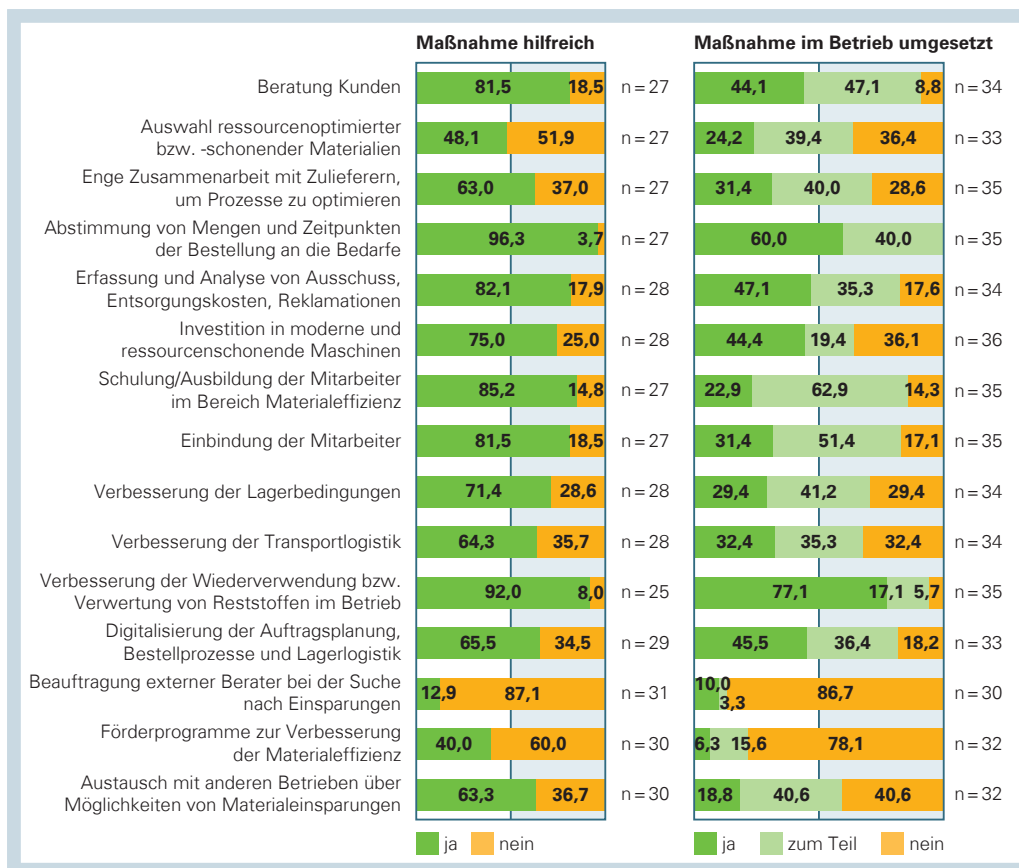 Maßnahme hilfreich Maßnahme im Betrieb umgesetzt
Beratung Kunden 81,5 18,5 n = 27 44,1 47,1 8,8 n = 34
Auswahl ressourcenoptimierter
bzw. -schonender Materialien 48,1 51,9 n = 27 24,2 39,4 36,4 n = 33
Enge Zusammenarbeit mit Zulieferern,
um Prozesse zu optimieren 63,0 37,0 n = 27 31,4 40,0 28,6 n = 35
Abstimmung von Mengen und Zeitpunkten
der Bestellung an die Bedarfe 96,3 3,7 n = 27 60,0 40,0 n = 35
Erfassung und Analyse von Ausschuss,
Entsorgungskosten, Reklamationen 82,1 17,9 n = 28 47,1 35,3 17,6 n = 34
Investition in moderne und
ressourcenschonende Maschinen 75,0 25,0 n = 28 44,4 19,4 36,1 n = 36
Schulung/Ausbildung der Mitarbeiter
im Bereich Materialeffizienz 85,2 14,8 n = 27 22,9 62,9 14,3 n = 35
Einbindung der Mitarbeiter 81,5 18,5 n = 27 31,4 51,4 17,1 n = 35
Verbesserung der Lagerbedingungen 71,4 28,6 n = 28 29,4 41,2 29,4 n = 34
Verbesserung der Transportlogistik 64,3 35,7 n = 28 32,4 35,3 32,4 n = 34
Verbesserung der Wiederverwendung bzw.
Verwertung von Reststoffen im Betrieb 92,0 8,0 n = 25 77,1 17,1 5,7 n = 35
Digitalisierung der Auftragsplanung,
Bestellprozesse und Lagerlogistik 65,5 34,5 n = 29 45,5 36,4 18,2 n = 33
Beauftragung externer Berater bei der Suche
nach Einsparungen 12,9 87,1 n = 31 10,0 3,3 86,7 n = 30
Förderprogramme zur Verbesserung
der Materialeffizienz 40,0 60,0 n = 30 6,3 15,6 78,1 n = 32
Austausch mit anderen Betrieben über
Möglichkeiten von Materialeinsparungen 63,3 36,7 n = 30 18,8 40,6 40,6 n = 32
ja nein ja zum Teil nein